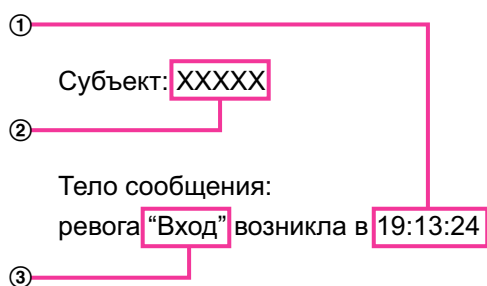 ①
Субъект: XXXXX
②
Тело сообщения:
ревога “Вход” возникла в 19:13:24
③